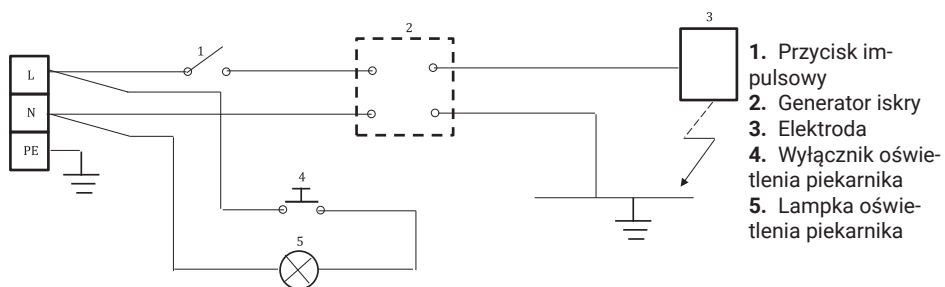 1
2
3
L
N
PE
4
5
1. Przycisk im-
pulsowy
2. Generator iskry
3. Elektroda
4. Wyłącznik oświe-
tlenia piekarnika
5. Lampka oświe-
tlenia piekarnika